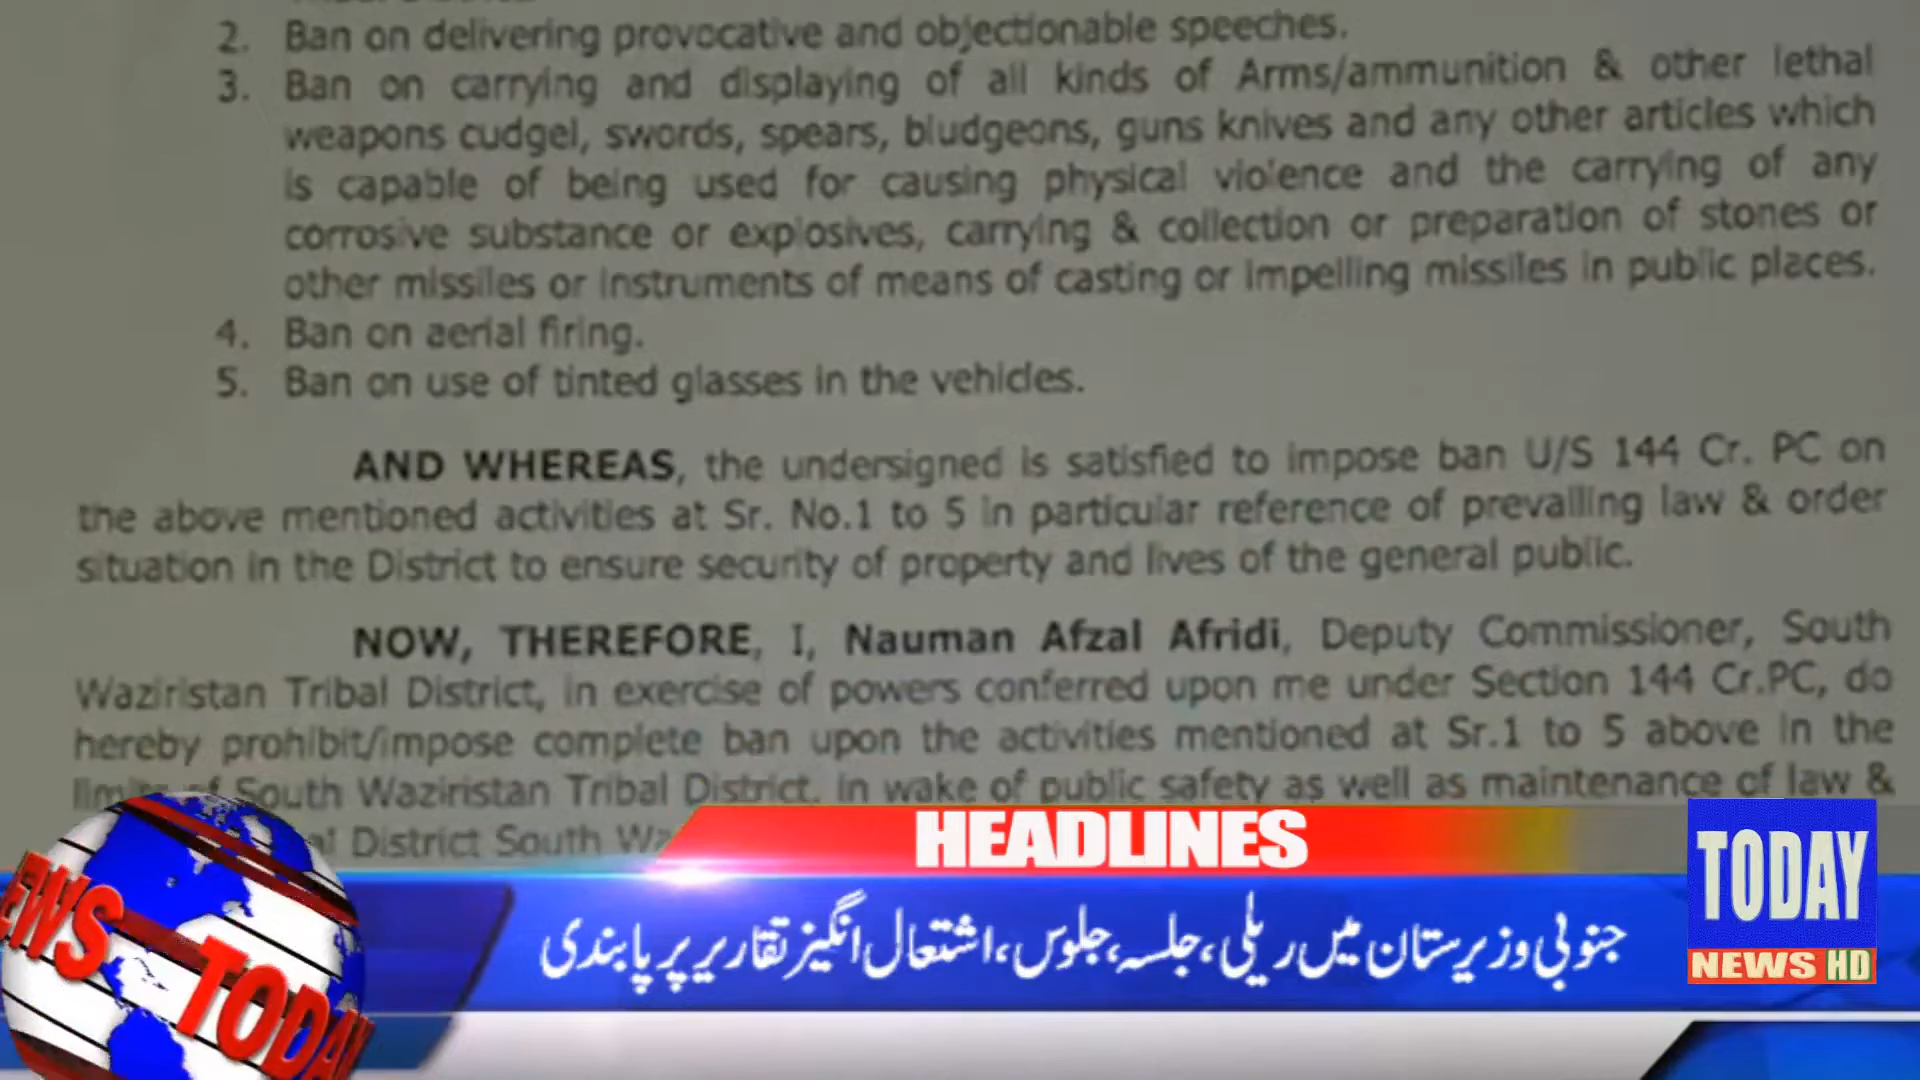 2. Ban on delivering provocative and objectionable speeches.
3. Ban on carrying and displaying of all kinds of Arms/ammunition & other lethal
weapons cudgel, swords, spears, bludgeons, guns knives and any other articles which
is capable of being used for causing physical violence and the carrying of any
corrosive substance or explosives, carrying & collection or preparation of stones or
other missiles or instruments of means of casting or impelling missiles in public places.
4. Ban on aerial firing.
5. Ban on use of tinted glasses in the vehicles.
AND WHEREAS, the undersigned is satisfied to impose ban U/S 144 Cr. PC on
the above mentioned activities at Sr. No.1 to 5 in particular reference of prevailing law & order
situation in the District to ensure security of property and lives of the general public.
NOW, THEREFORE, I, Nauman Afzal Afridi, Deputy Commissioner, South
Waziristan Tribal District, in exercise of powers conferred upon me under Section 144 Cr.PC, do
hereby prohibit/impose complete ban upon the activities mentioned at Sr.1 to 5 above in the
of South Waziristan Tribal District, in wake of public safety as well as maintenance of law &
District South
HEADLINES
جنوبی وزیرستان میں ریلی، جلسہ، جلوس، اشتعال انگیز تقاریر پر پابندی
TODAY
NEWS HD
NEWS TODAY